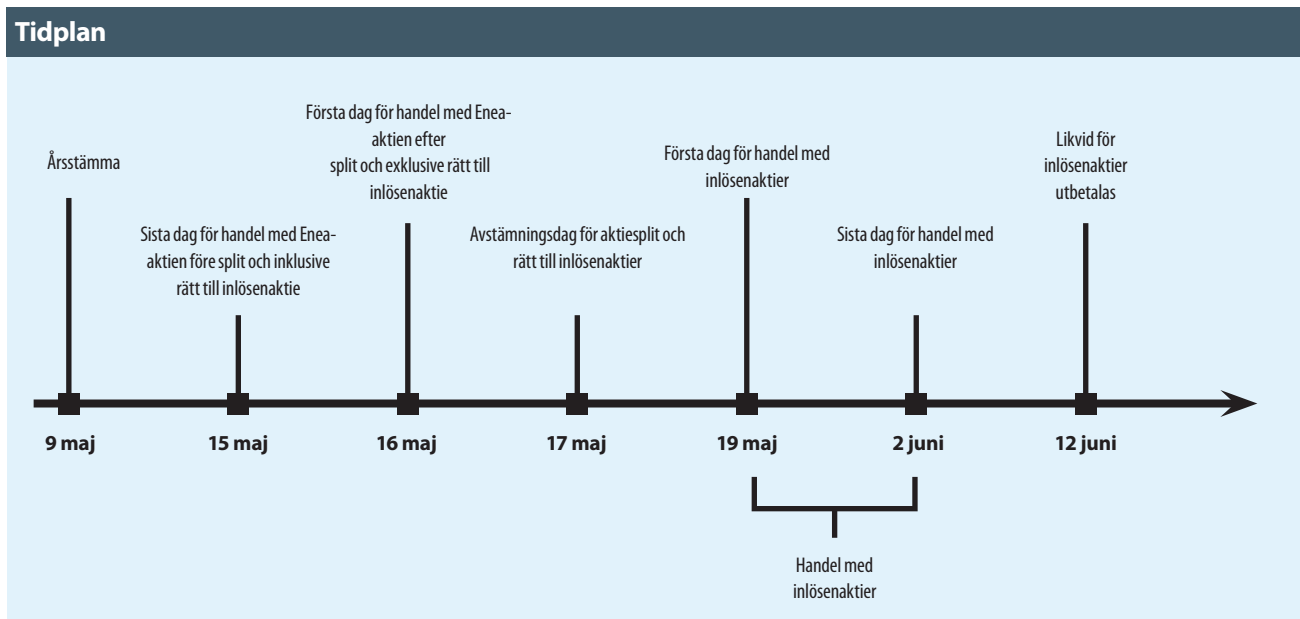 Tidplan
Årsstämma
Sista dag för handel med Enea-
aktien före split och inklusive
rätt till inlösenaktie
Första dag för handel med Enea-
aktien efter
split och exklusive rätt till
inlösenaktie
Avstämningsdag för aktiesplit och
rätt till inlösenaktier
Första dag för handel med
inlösenaktier
Sista dag för handel med
inlösenaktier
Likvid för
inlösenaktier
utbetalas
9 maj
15 maj
16 maj
17 maj
19 maj
2 juni
12 juni
Handel med
inlösenaktier